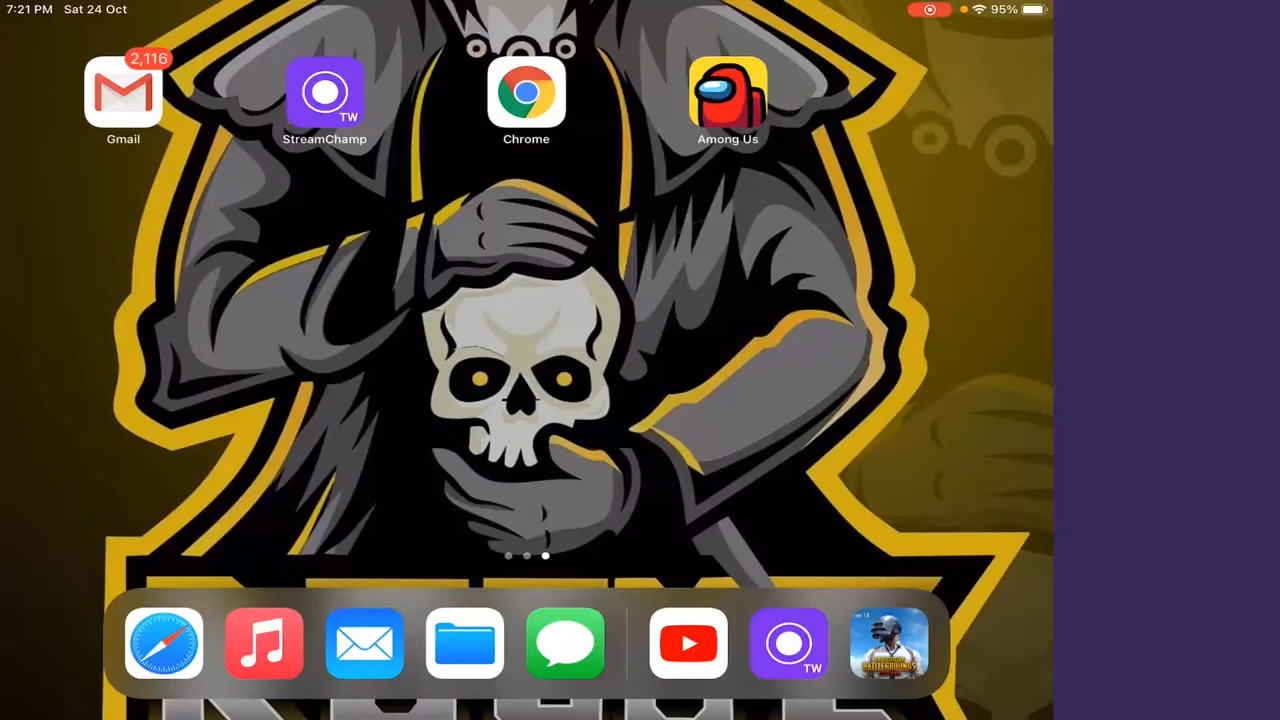 7:21 PM Sat 24 Oct
95%
2,116
TW
Gmail
StreamChamp
Chrome
Among Us
TW
BATTLEGROUNDS